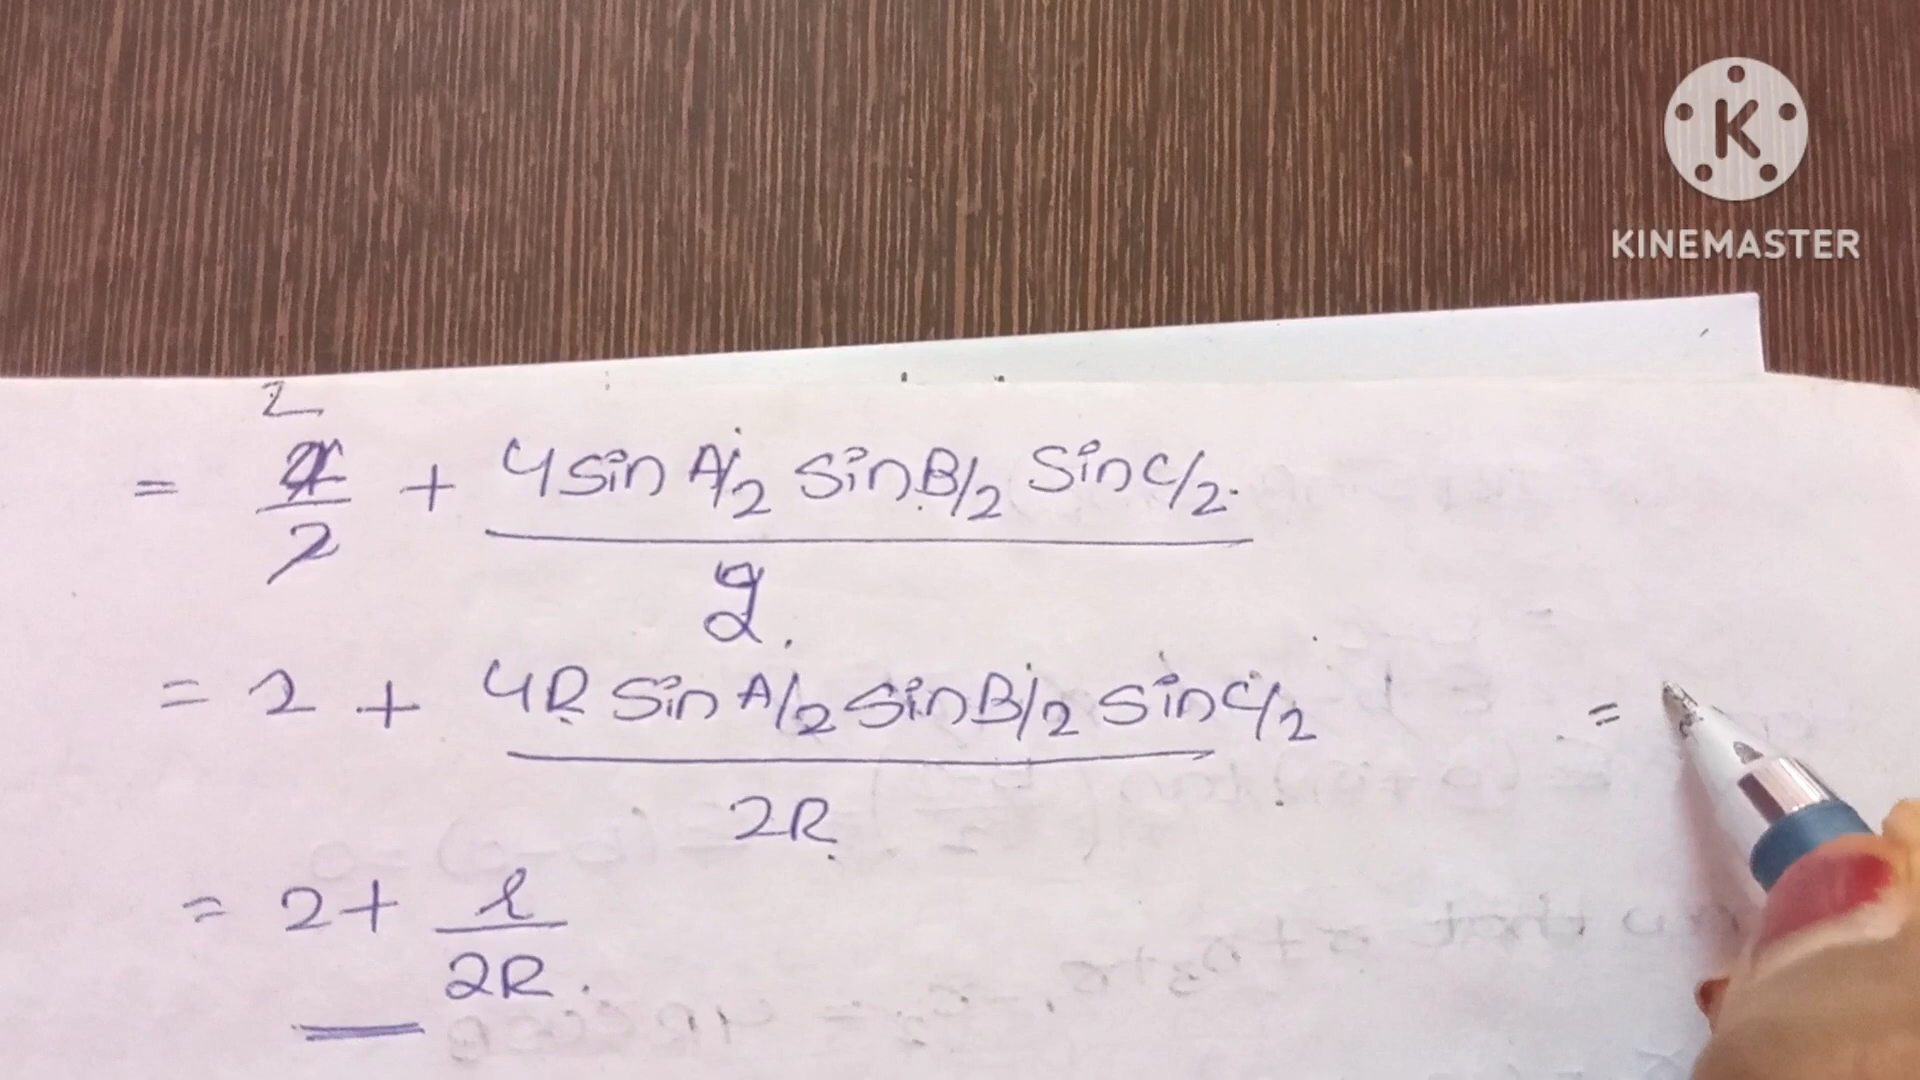 KINEMASTER
2
= 4/2 + 4 sin A/2 sin B/2 sin C/2 / 2.
= 2 + 4R sin A/2 sin B/2 sin C/2 / 2R =
= 2 + r / 2R.